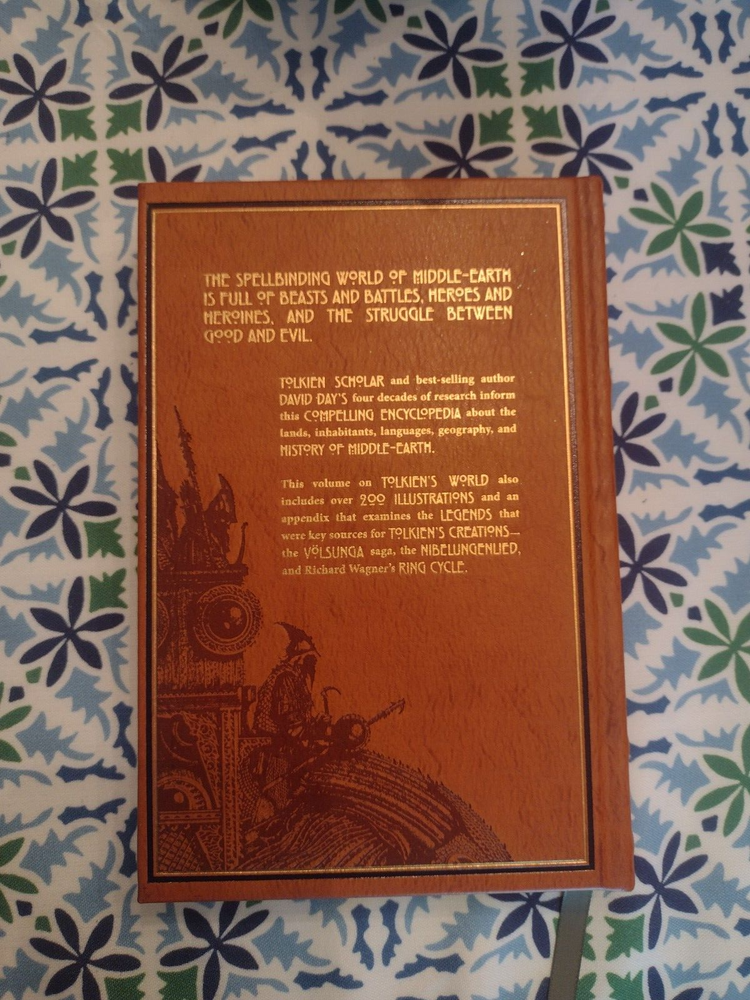 THE SPELLBINDING WORLD OF MIDDLE-EARTH
IS FULL OF BEASTS AND BATTLES, HEROES AND
HEROINES, AND THE STRUGGLE BETWEEN
GOOD AND EVIL.
TOLKIEN SCHOLAR and best-selling author
DAVID DAY'S four decades of research inform
this COMPELLING ENCYCLOPEDIA about the
lands, inhabitants, languages, geography, and
HISTORY OF MIDDLE-EARTH.
This volume on TOLKIEN'S WORLD also
includes over 200 ILLUSTRATIONS and an
appendix that examines the LEGENDS that
were key sources for TOLKIEN'S CREATIONS—
the VÖLSUNGA saga, the NIBELUNGENLIED,
and Richard Wagner's RING CYCLE.